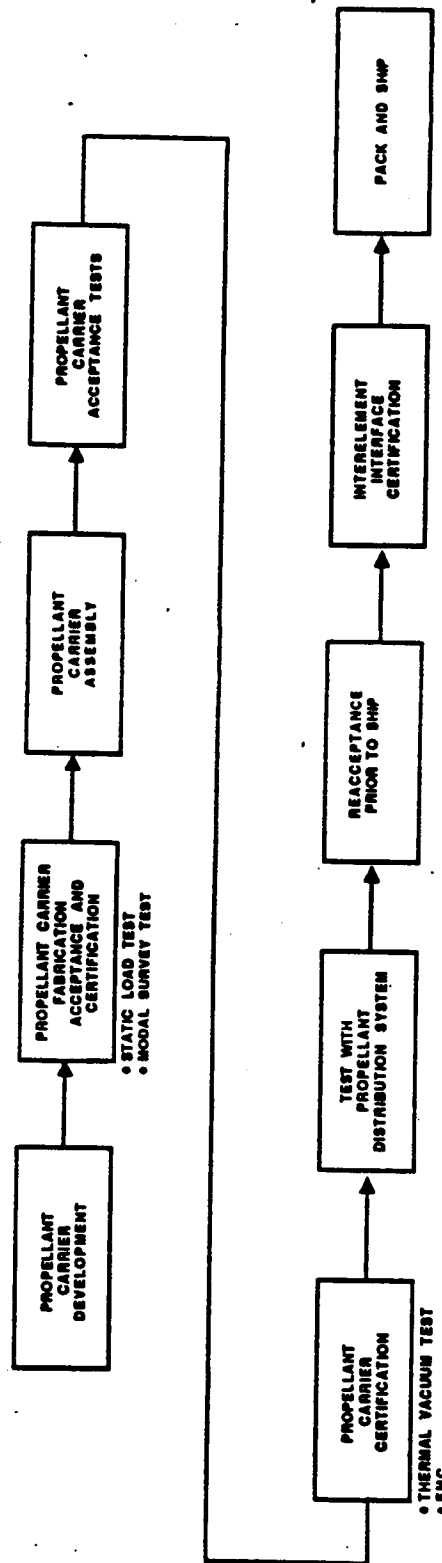 PROPELLANT
CARRIER
DEVELOPMENT
PROPELLANT CARRIER
FABRICATION
ACCEPTANCE AND
CERTIFICATION
• STATIC LOAD TEST
• MODAL SURVEY TEST
PROPELLANT
CARRIER
ASSEMBLY
PROPELLANT
CARRIER
ACCEPTANCE TESTS
PROPELLANT
CARRIER
CERTIFICATION
• THERMAL VACUUM TEST
• EMC
TEST WITH
PROPELLANT
DISTRIBUTION SYSTEM
REACCEPTANCE
PRIOR TO SHIP
INTERELEMENT
INTERFACE
CERTIFICATION
PACK AND SHIP